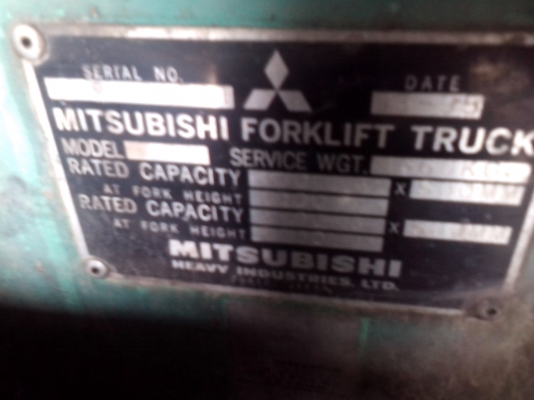 SERIAL NO. DATE
MITSUBISHI FORKLIFT TRUCK
MODEL SERVICE WGT.
RATED CAPACITY X
AT FORK HEIGHT
RATED CAPACITY X
AT FORK HEIGHT
MITSUBISHI
HEAVY INDUSTRIES, LTD.